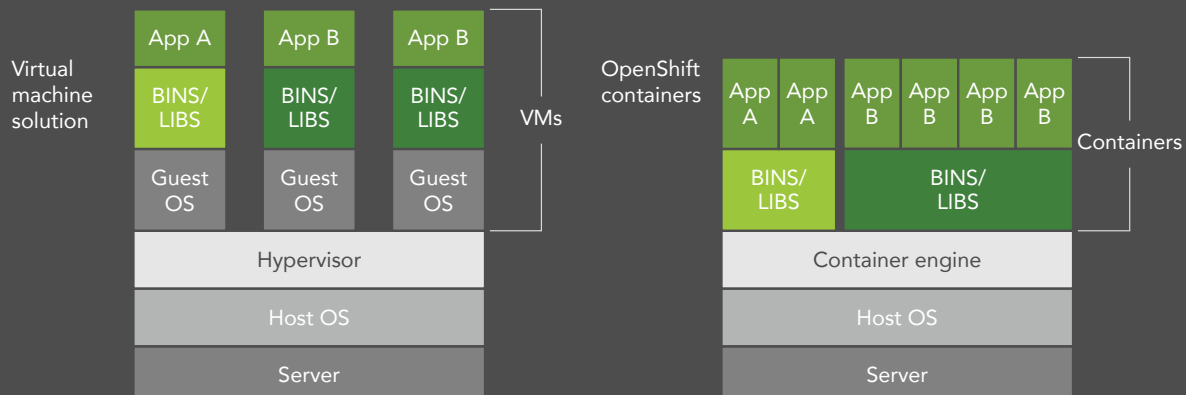 Virtual
machine
solution
App A
App B
App B
BINS/
LIBS
BINS/
LIBS
BINS/
LIBS
Guest
OS
Guest
OS
Guest
OS
VMs
Hypervisor
Host OS
Server
OpenShift
containers
App
A
App
A
App
B
App
B
App
B
App
B
BINS/
LIBS
BINS/
LIBS
Containers
Container engine
Host OS
Server